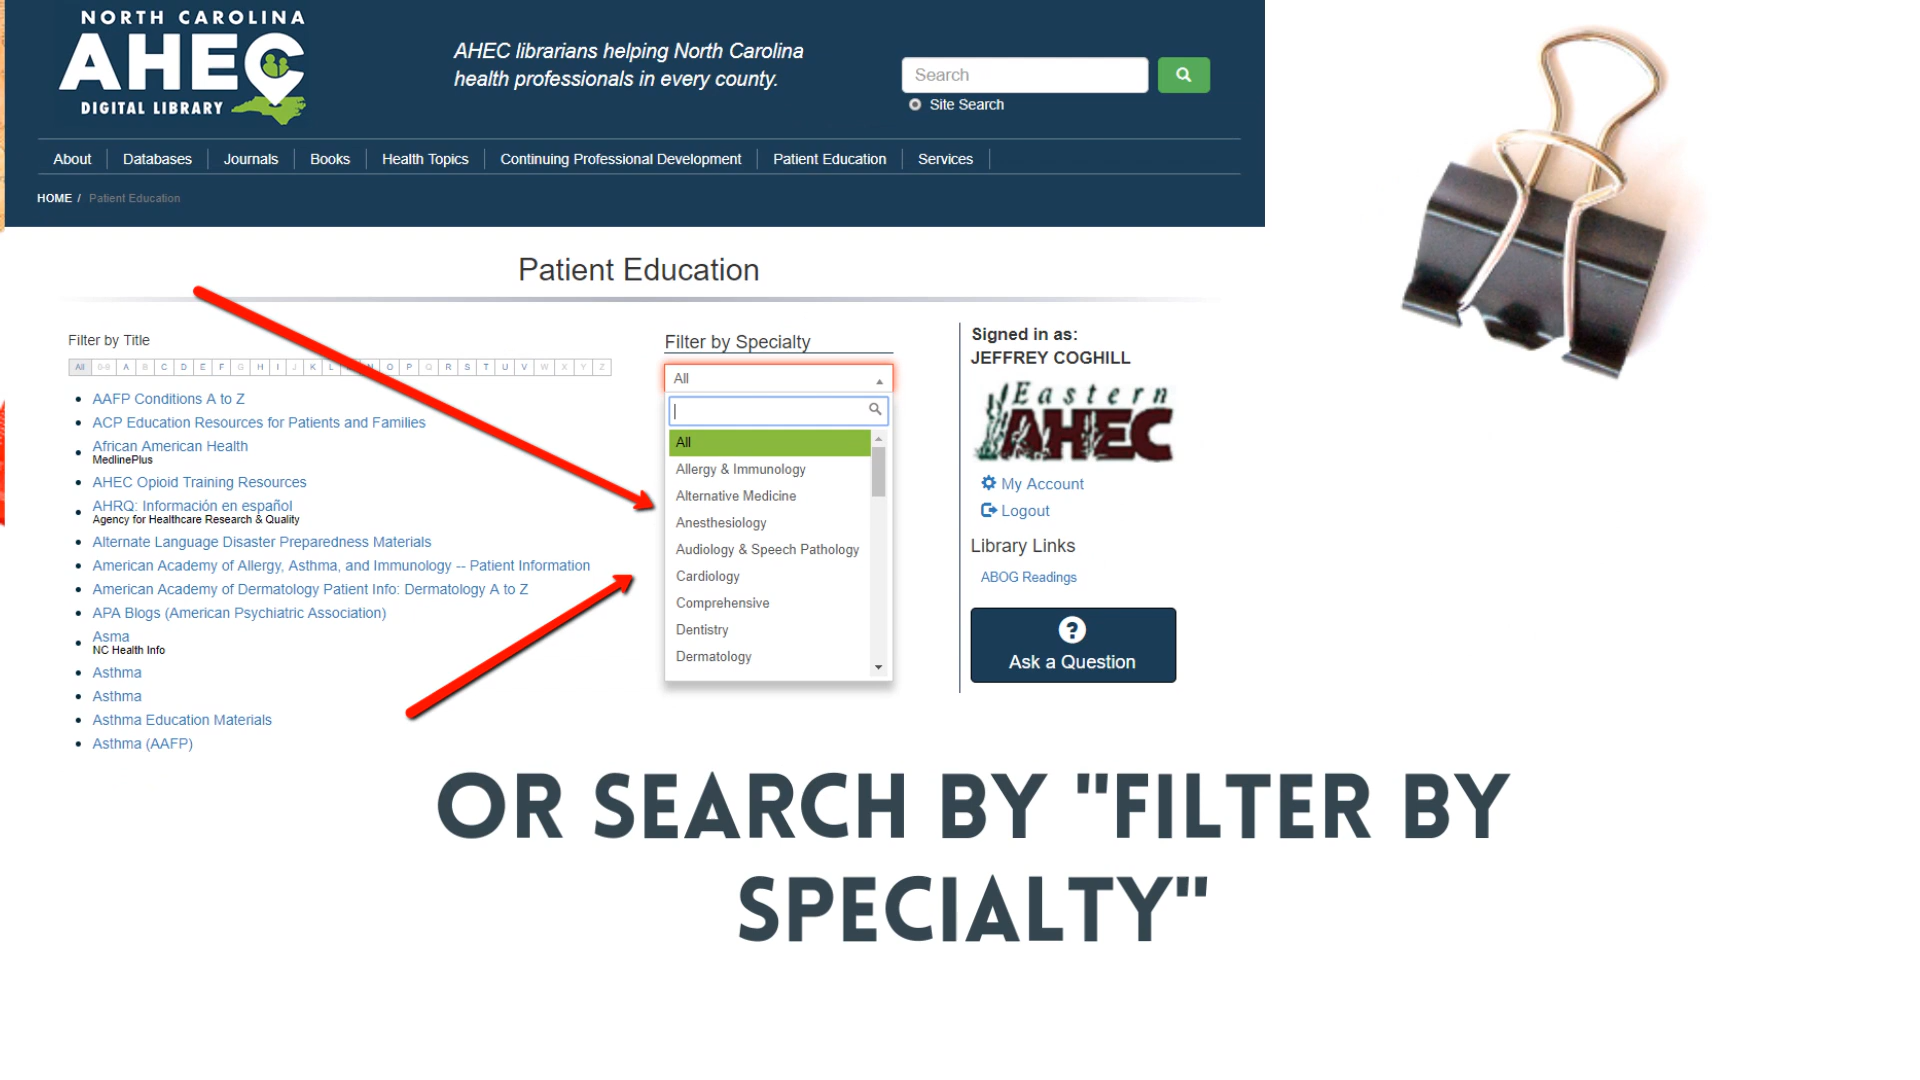 NORTH CAROLINA
AHEC
DIGITAL LIBRARY
AHEC librarians helping North Carolina
health professionals in every county.
Search
Site Search
About
Databases
Journals
Books
Health Topics
Continuing Professional Development
Patient Education
Services
HOME / Patient Education
Patient Education
Filter by Title
All 0-9 A B C D E F G H I J K L N O P Q R S T U V W X Y Z
AAFP Conditions A to Z
ACP Education Resources for Patients and Families
African American Health
MedlinePlus
AHEC Opioid Training Resources
AHRQ: Información en español
Agency for Healthcare Research & Quality
Alternate Language Disaster Preparedness Materials
American Academy of Allergy, Asthma, and Immunology -- Patient Information
American Academy of Dermatology Patient Info: Dermatology A to Z
APA Blogs (American Psychiatric Association)
Asma
NC Health Info
Asthma
Asthma
Asthma Education Materials
Asthma (AAFP)
Filter by Specialty
All
All
Allergy & Immunology
Alternative Medicine
Anesthesiology
Audiology & Speech Pathology
Cardiology
Comprehensive
Dentistry
Dermatology
Signed in as:
JEFFREY COGHILL
Eastern
AHEC
My Account
Logout
Library Links
ABOG Readings
?
Ask a Question
OR SEARCH BY "FILTER BY
SPECIALTY"